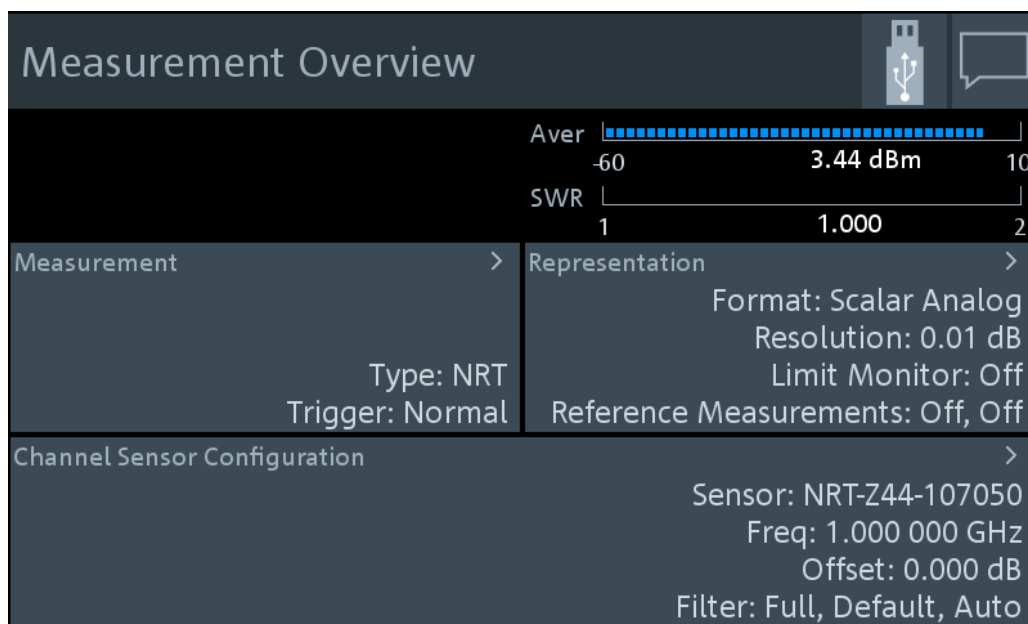 Measurement Overview
Aver
-60 3.44 dBm 10
SWR
1 1.000 2
Measurement >
Type: NRT
Trigger: Normal
Representation >
Format: Scalar Analog
Resolution: 0.01 dB
Limit Monitor: Off
Reference Measurements: Off, Off
Channel Sensor Configuration >
Sensor: NRT-Z44-107050
Freq: 1.000 000 GHz
Offset: 0.000 dB
Filter: Full, Default, Auto